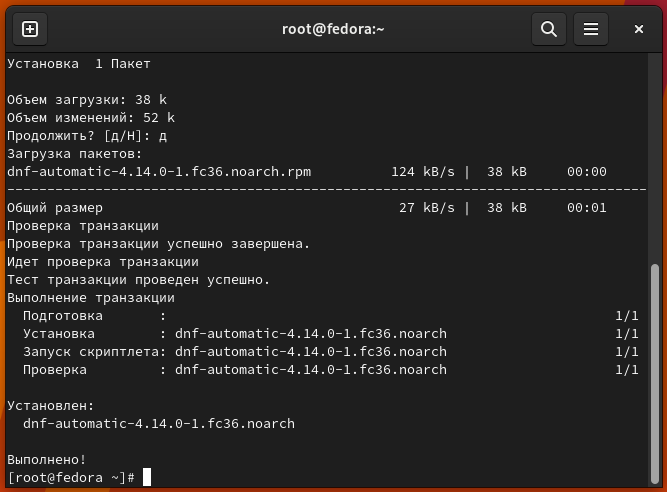 root@fedora:~
Установка  1 Пакет
Объем загрузки: 38 k
Объем изменений: 52 k
Продолжить? [д/Н]: д
Загрузка пакетов:
dnf-automatic-4.14.0-1.fc36.noarch.rpm          124 kB/s |  38 kB     00:00
--------------------------------------------------------------------------------
Общий размер                                     27 kB/s |  38 kB     00:01
Проверка транзакции
Проверка транзакции успешно завершена.
Идет проверка транзакции
Тест транзакции проведен успешно.
Выполнение транзакции
  Подготовка       :                                                        1/1
  Установка        : dnf-automatic-4.14.0-1.fc36.noarch                     1/1
  Запуск скриптлета: dnf-automatic-4.14.0-1.fc36.noarch                     1/1
  Проверка         : dnf-automatic-4.14.0-1.fc36.noarch                     1/1
Установлен:
  dnf-automatic-4.14.0-1.fc36.noarch
Выполнено!
[root@fedora ~]#